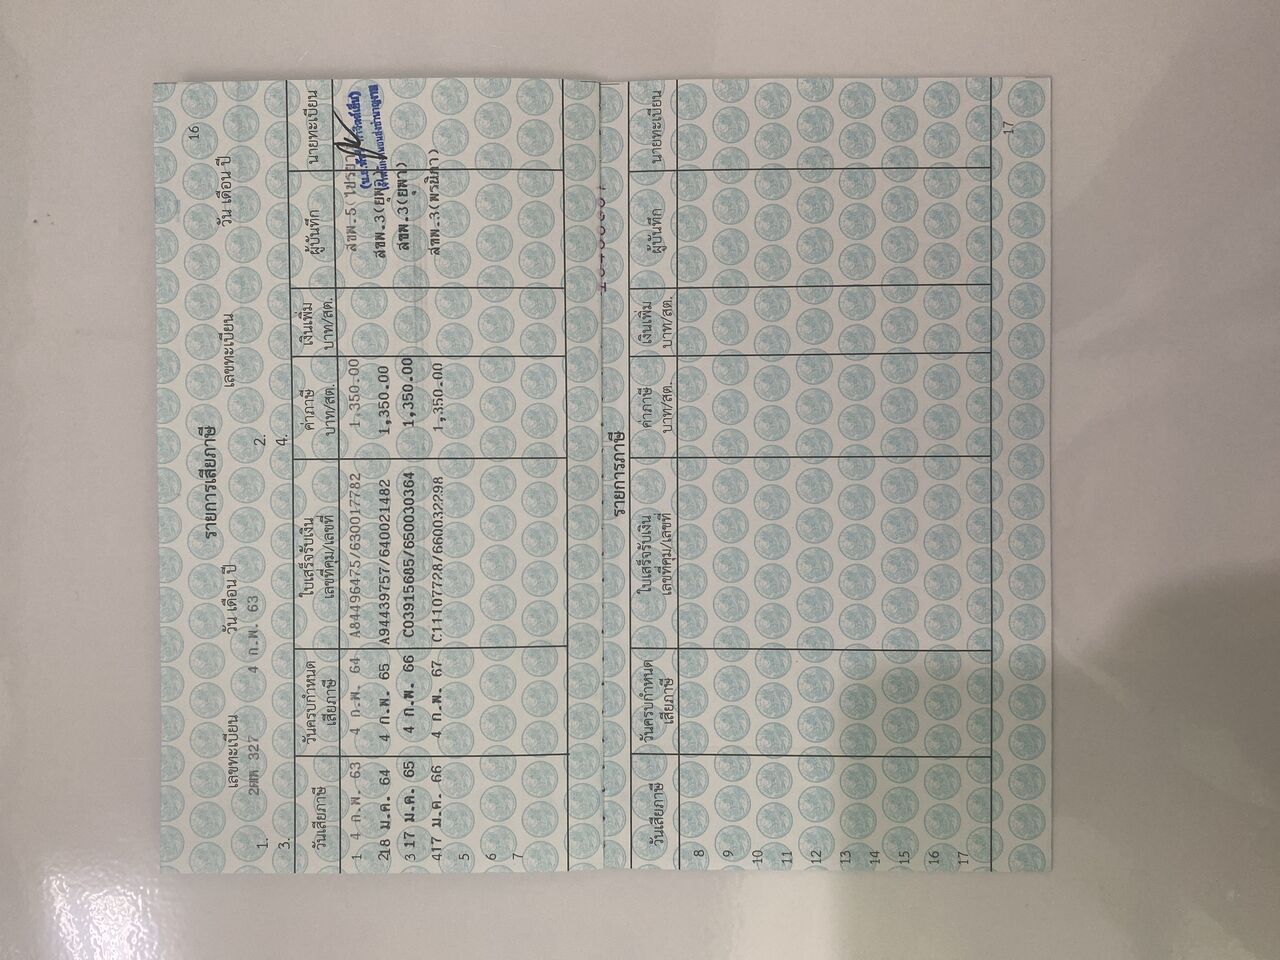 16
รายการเสียภาษี
เลขทะเบียน วัน เดือน ปี เลขทะเบียน วัน เดือน ปี
1. 327 4 ก.พ. 63 2.
3. 4.
วันเสียภาษี วันครบกำหนดเสียภาษี ใบเสร็จรับเงิน เลขที่คุม/เลขที่ ค่าภาษี บาท/สต. เงินเพิ่ม บาท/สต. ผู้บันทึก นายทะเบียน
1 4 ก.พ. 63 4 ก.พ. 64 A84496475/630017782 1,350.00 สขพ.5
218 ม.ค. 64 4 ก.พ. 65 A94439757/640021482 1,350.00 สขพ.3(ยุพา)
317 ม.ค. 65 4 ก.พ. 66 C03915685/650030364 1,350.00 สขพ.3(ยุพา)
417 ม.ค. 66 4 ก.พ. 67 C11107728/660032298 1,350.00 สขพ.3(พรนิภา)
5
6
7
รายการภาษี
วันเสียภาษี วันครบกำหนดเสียภาษี ใบเสร็จรับเงิน เลขที่คุม/เลขที่ ค่าภาษี บาท/สต. เงินเพิ่ม บาท/สต. ผู้บันทึก นายทะเบียน
8
9
10
11
12
13
14
15
16
17
17